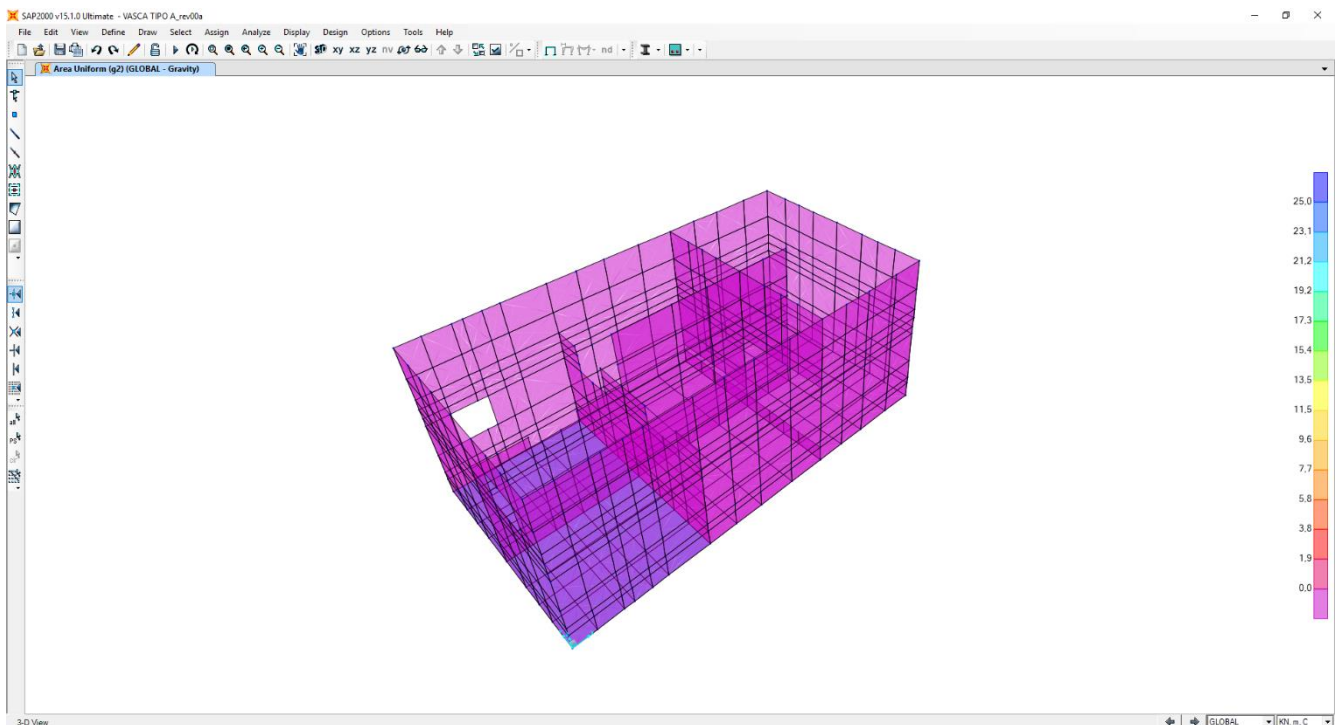 SAP2000 v15.1.0 Ultimate - VASCA TIPO A_rev00a
File Edit View Define Draw Select Assign Analyze Display Design Options Tools Help
xy xz yz nv nd
Area Uniform (g2) (GLOBAL - Gravity)
25,0
23,1
21,2
19,2
17,3
15,4
13,5
11,5
9,6
7,7
5,8
3,8
1,9
0,0
3-D View
GLOBAL
KN, m, C